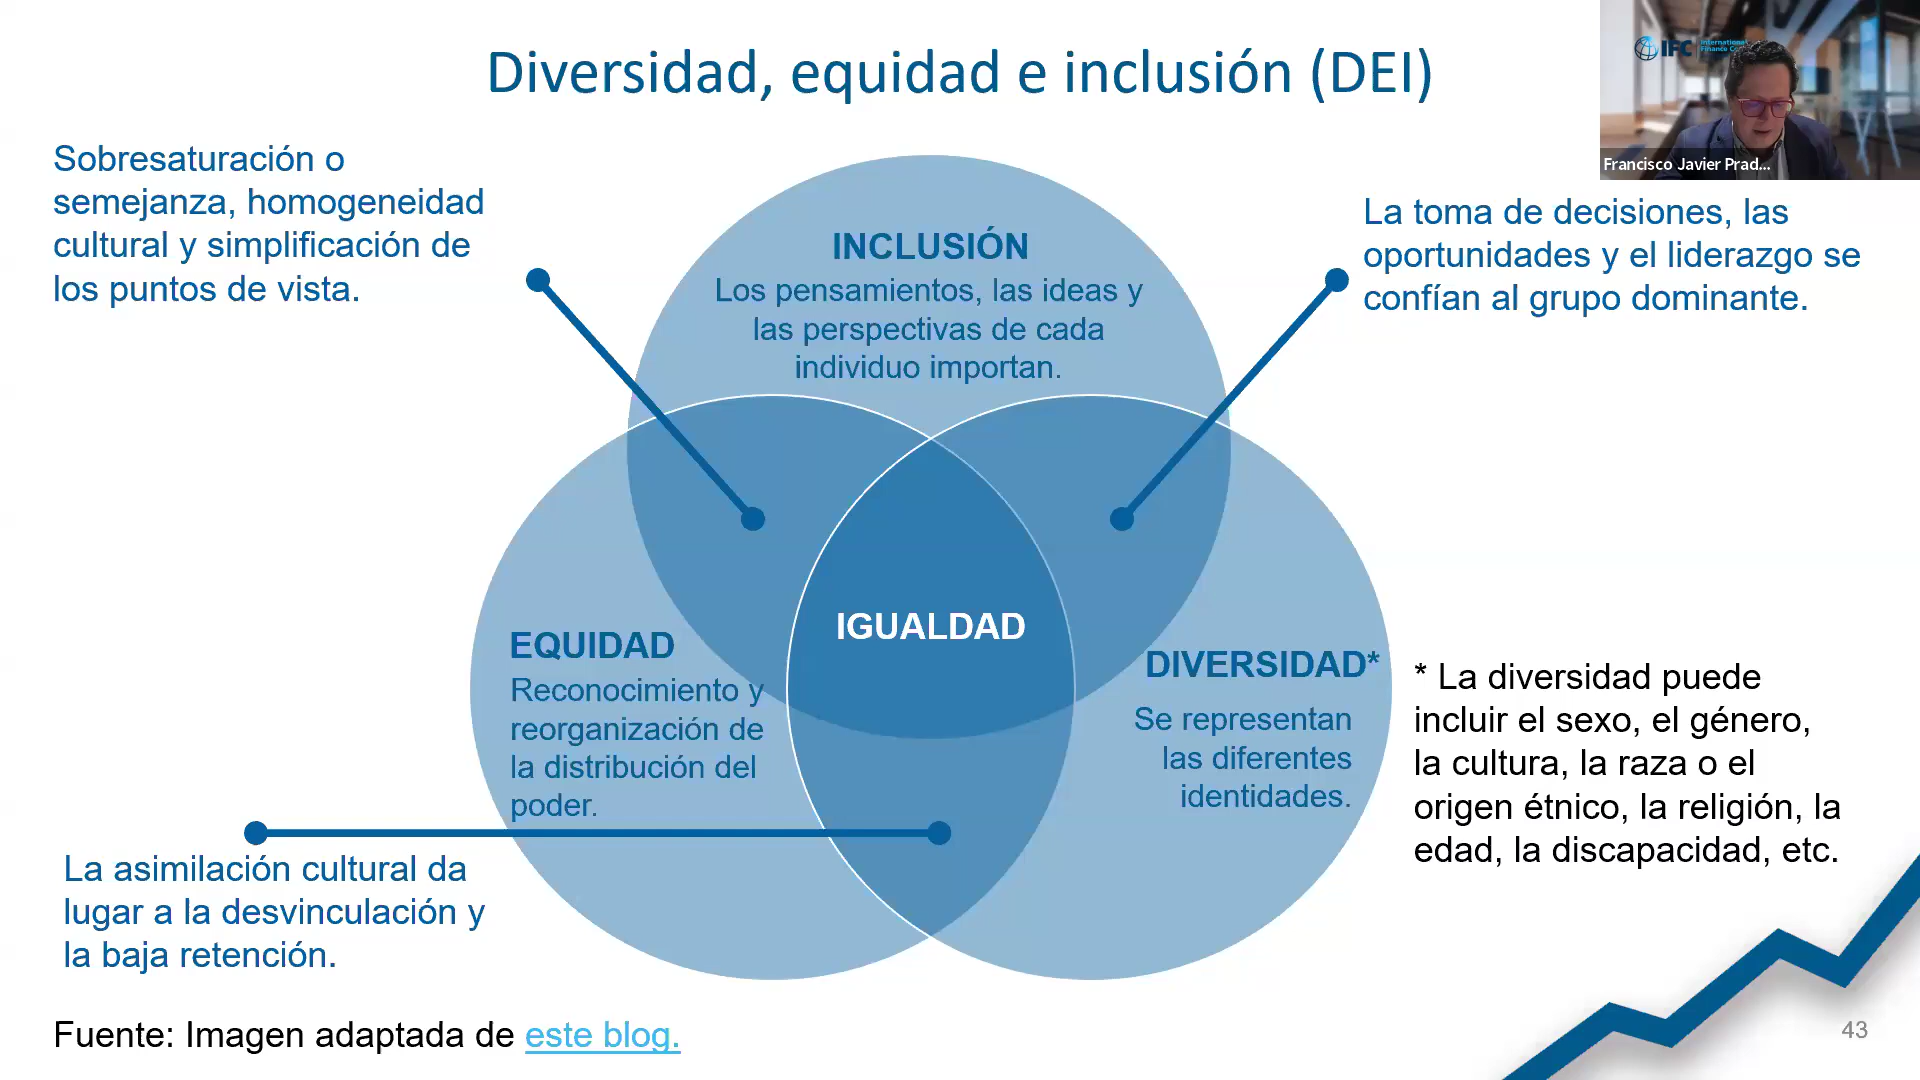 Diversidad, equidad e inclusión (DEI)
IFC International
Francisco Javier Prad...
Sobresaturación o
semejanza, homogeneidad
cultural y simplificación de
los puntos de vista.
La toma de decisiones, las
oportunidades y el liderazgo se
confían al grupo dominante.
INCLUSIÓN
Los pensamientos, las ideas y
las perspectivas de cada
individuo importan.
IGUALDAD
EQUIDAD
Reconocimiento y
reorganización de
la distribución del
poder.
DIVERSIDAD*
Se representan
las diferentes
identidades.
* La diversidad puede
incluir el sexo, el género,
la cultura, la raza o el
origen étnico, la religión, la
edad, la discapacidad, etc.
La asimilación cultural da
lugar a la desvinculación y
la baja retención.
Fuente: Imagen adaptada de este blog.
43